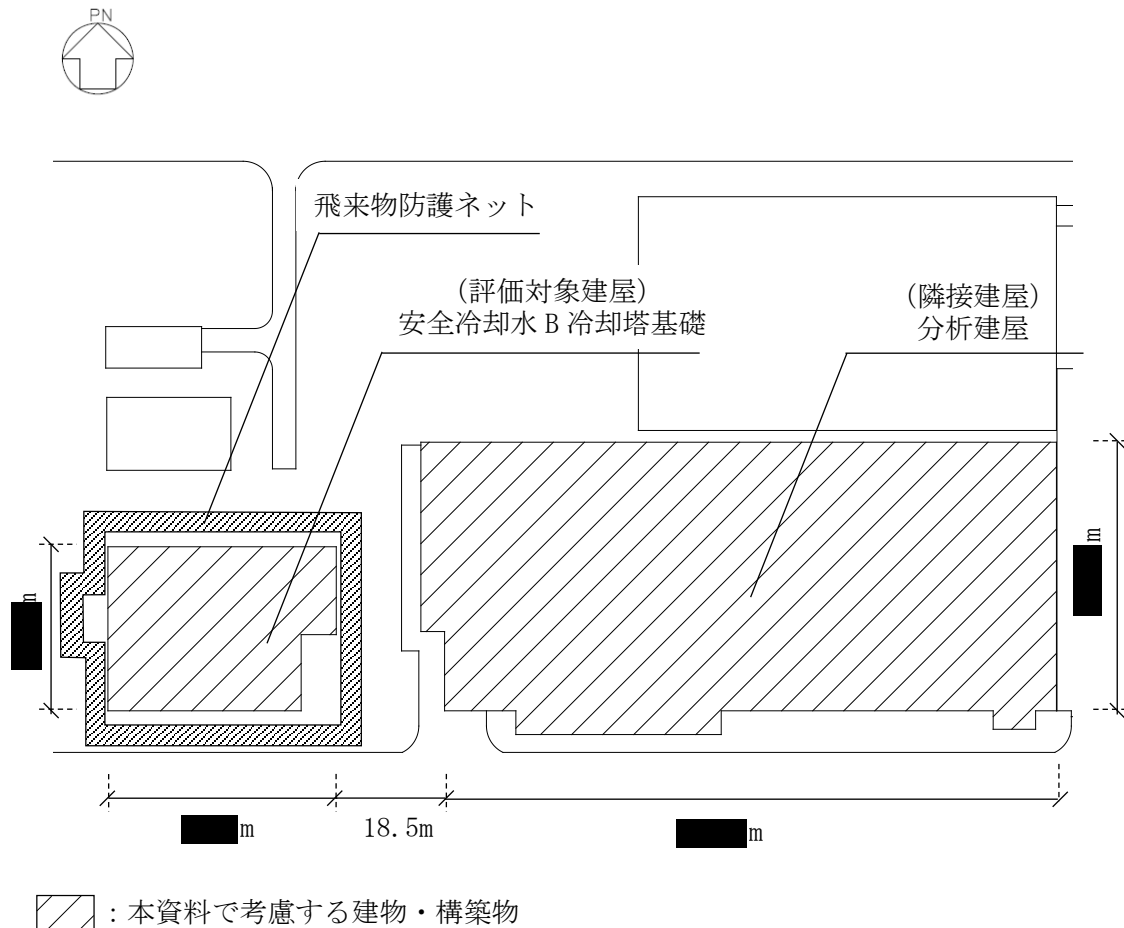 PN
飛来物防護ネット
(評価対象建屋)
安全冷却水 B 冷却塔基礎
(隣接建屋)
分析建屋
m
m
m
18.5m
m
:本資料で考慮する建物・構築物